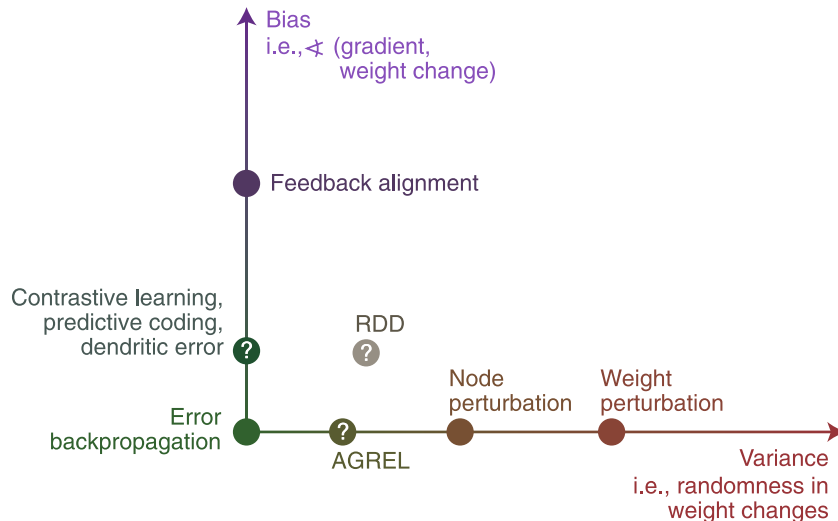 Bias
i.e., ∢ (gradient,
weight change)
Feedback alignment
Contrastive learning,
predictive coding,
dendritic error
?
RDD
?
Node
perturbation
Weight
perturbation
Error
backpropagation
?
AGREL
Variance
i.e., randomness in
weight changes